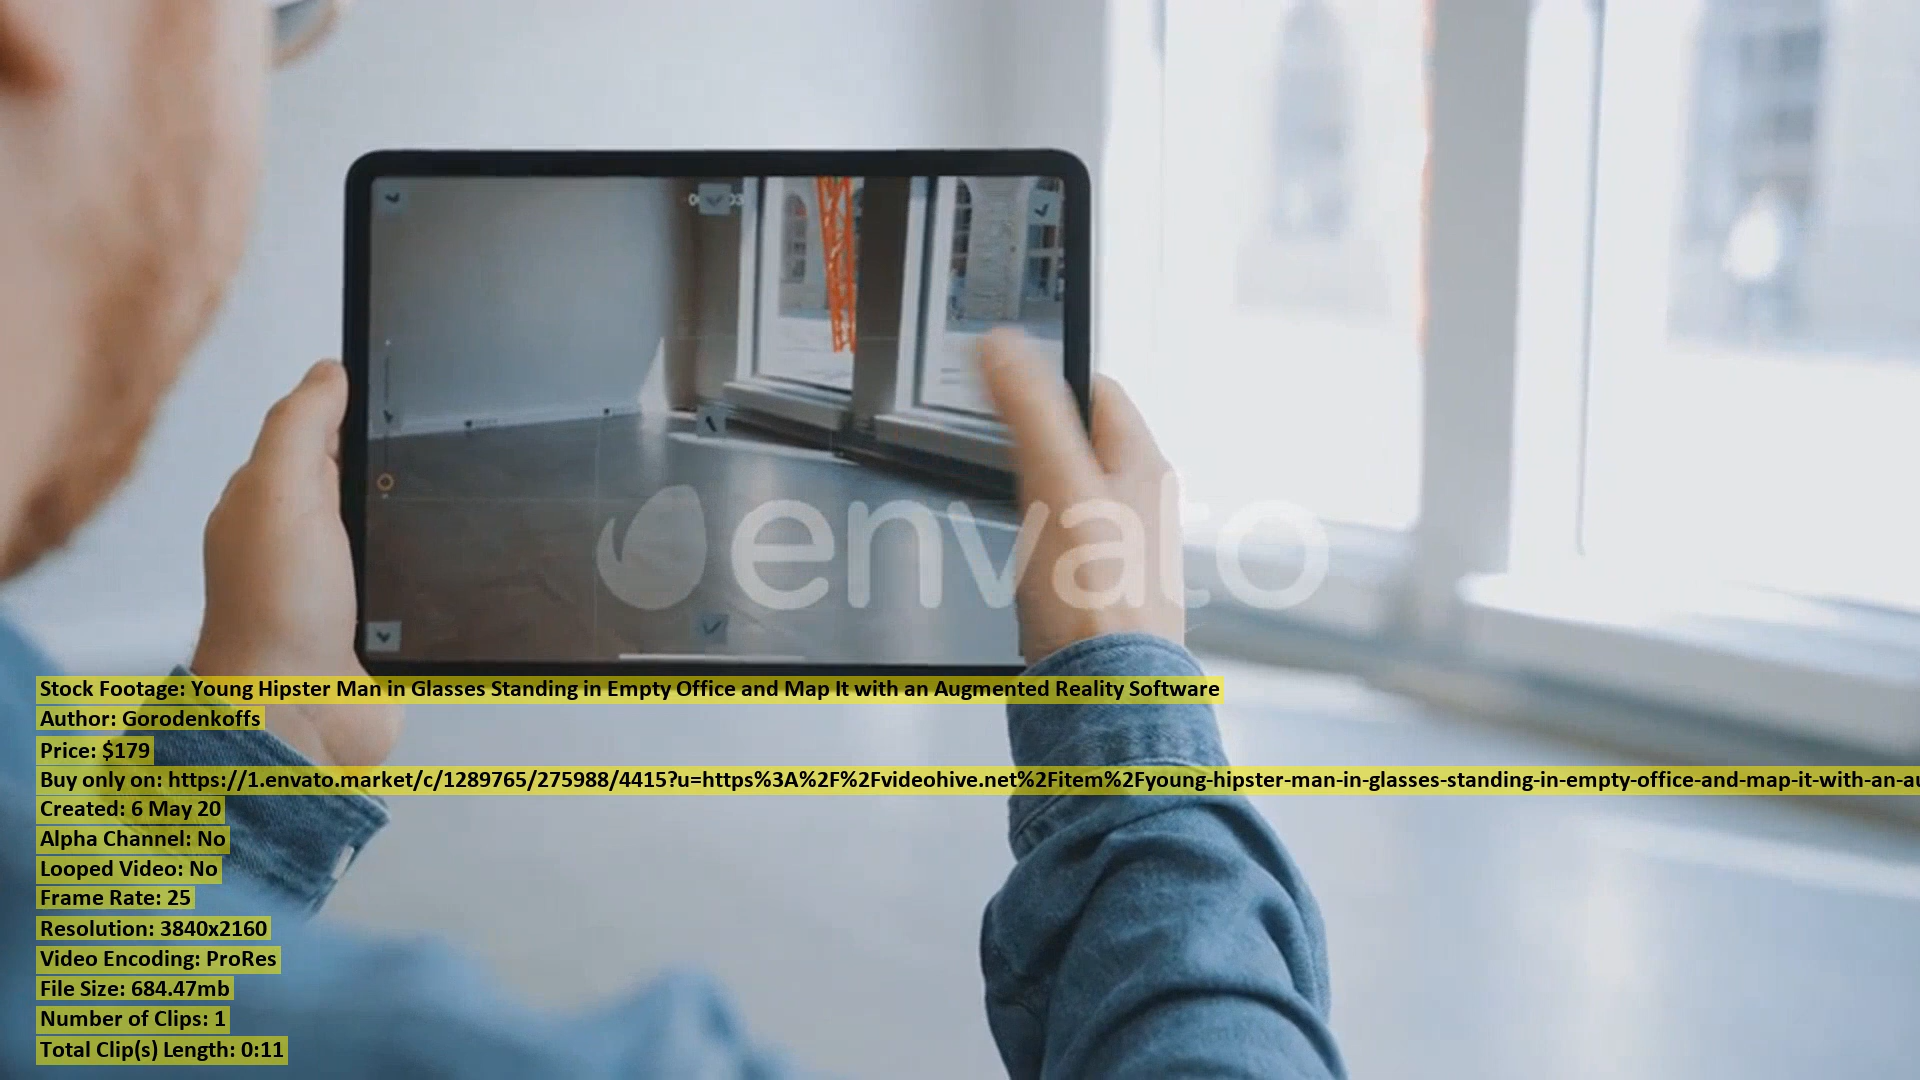 envato
Stock Footage: Young Hipster Man in Glasses Standing in Empty Office and Map It with an Augmented Reality Software
Author: Gorodenkoffs
Price: $179
Buy only on: https://1.envato.market/c/1289765/275988/4415?u=https%3A%2F%2Fvideohive.net%2Fitem%2Fyoung-hipster-man-in-glasses-standing-in-empty-office-and-map-it-with-an-au
Created: 6 May 20
Alpha Channel: No
Looped Video: No
Frame Rate: 25
Resolution: 3840x2160
Video Encoding: ProRes
File Size: 684.47mb
Number of Clips: 1
Total Clip(s) Length: 0:11